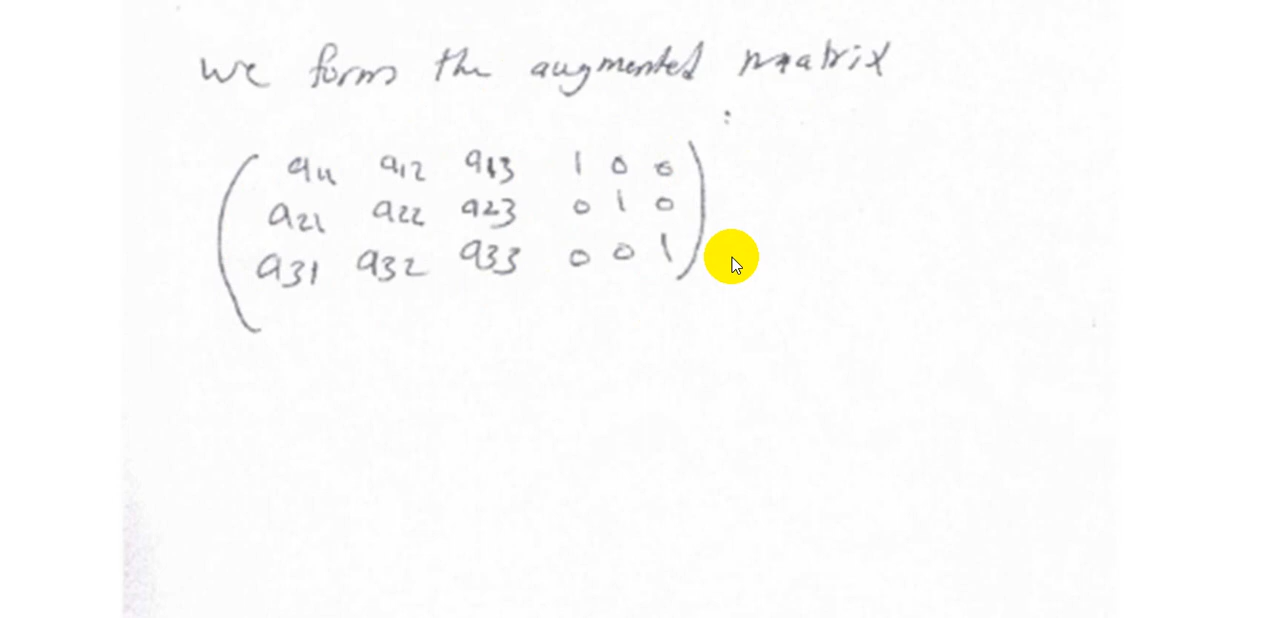 we form the augmented matrix
:
a11 a12 a13 1 0 0
a21 a22 a23 0 1 0
a31 a32 a33 0 0 1